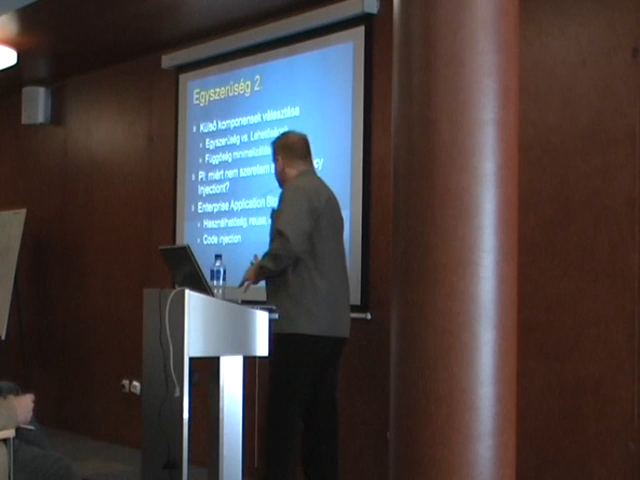 Egyszerűség 2.
Külső komponensek választása
Egyszerűség vs. Lehetőségek
Függőség minimalizálás
Pl: miért nem szeretem
Injectiont?
Enterprise Application
Használhatóság, reuse,
Code injection